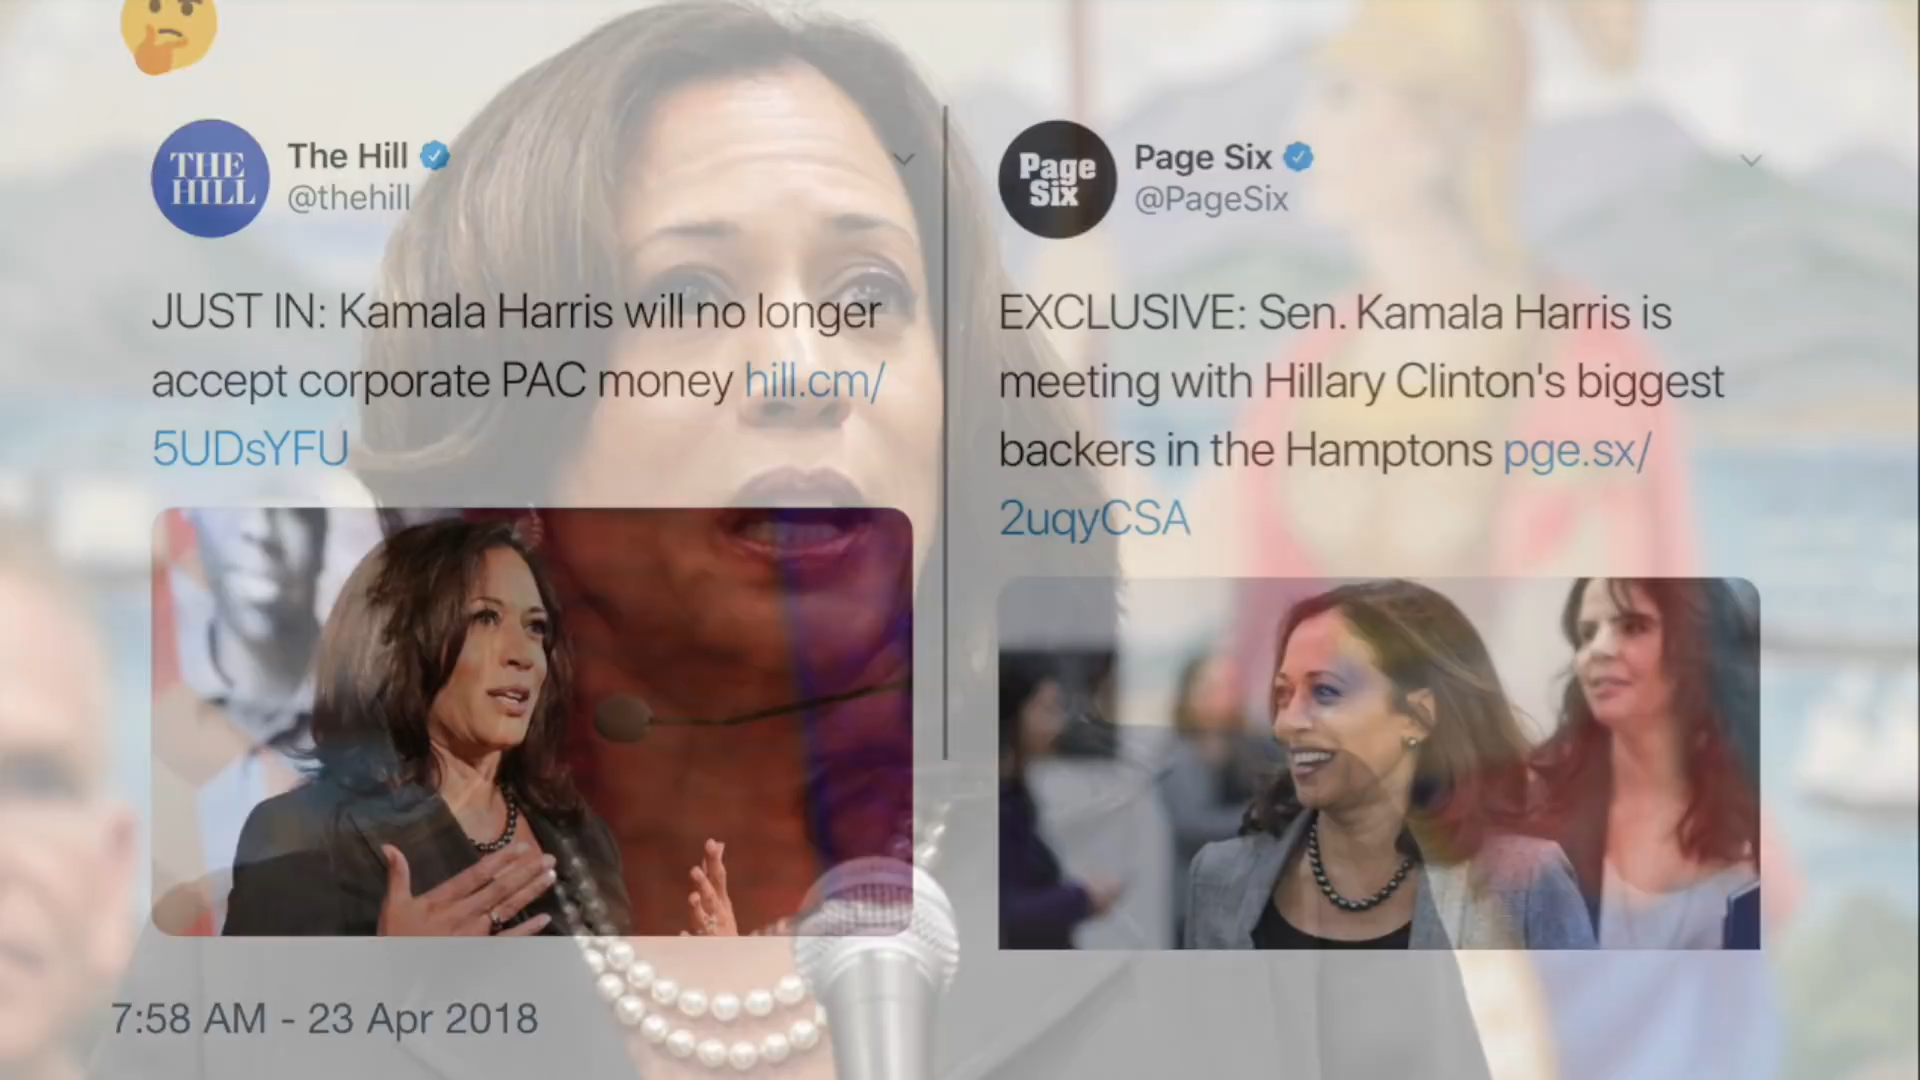 THE
HILL
The Hill
@thehill
JUST IN: Kamala Harris will no longer
accept corporate PAC money hill.cm/
5UDsYFU
Page
Six
Page Six
@PageSix
EXCLUSIVE: Sen. Kamala Harris is
meeting with Hillary Clinton's biggest
backers in the Hamptons pge.sx/
2uqyCSA
7:58 AM - 23 Apr 2018